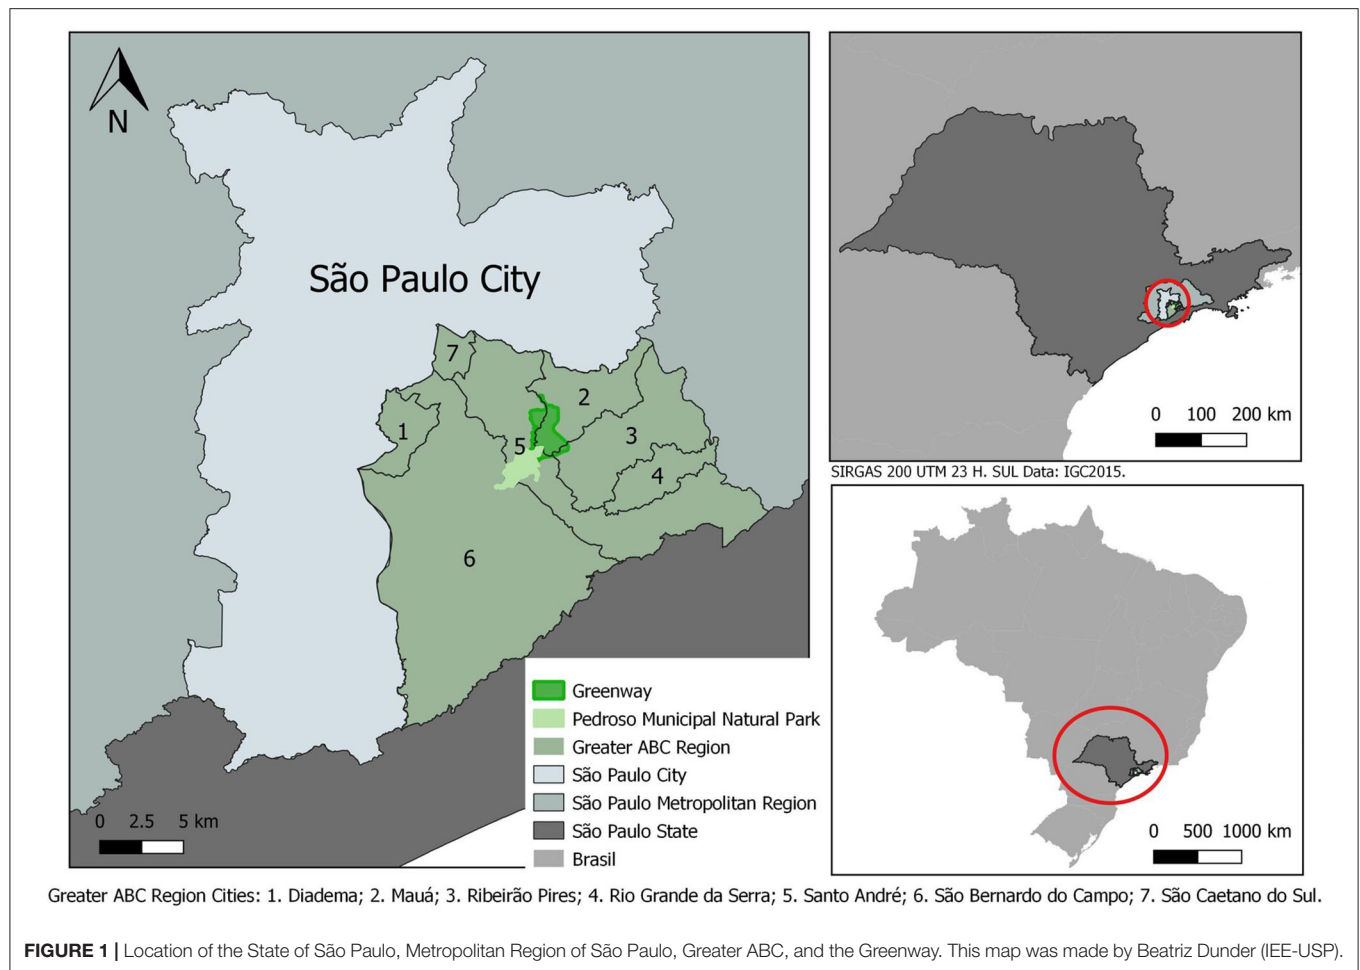 N
São Paulo City
7
2
1
3
5
4
6
Greenway
Pedroso Municipal Natural Park
Greater ABC Region
São Paulo City
São Paulo Metropolitan Region
São Paulo State
Brasil
0 2.5 5 km
0 100 200 km
SIRGAS 200 UTM 23 H. SUL Data: IGC2015.
0 500 1000 km
Greater ABC Region Cities: 1. Diadema; 2. Mauá; 3. Ribeirão Pires; 4. Rio Grande da Serra; 5. Santo André; 6. São Bernardo do Campo; 7. São Caetano do Sul.
FIGURE 1 | Location of the State of São Paulo, Metropolitan Region of São Paulo, Greater ABC, and the Greenway. This map was made by Beatriz Dunder (IEE-USP).